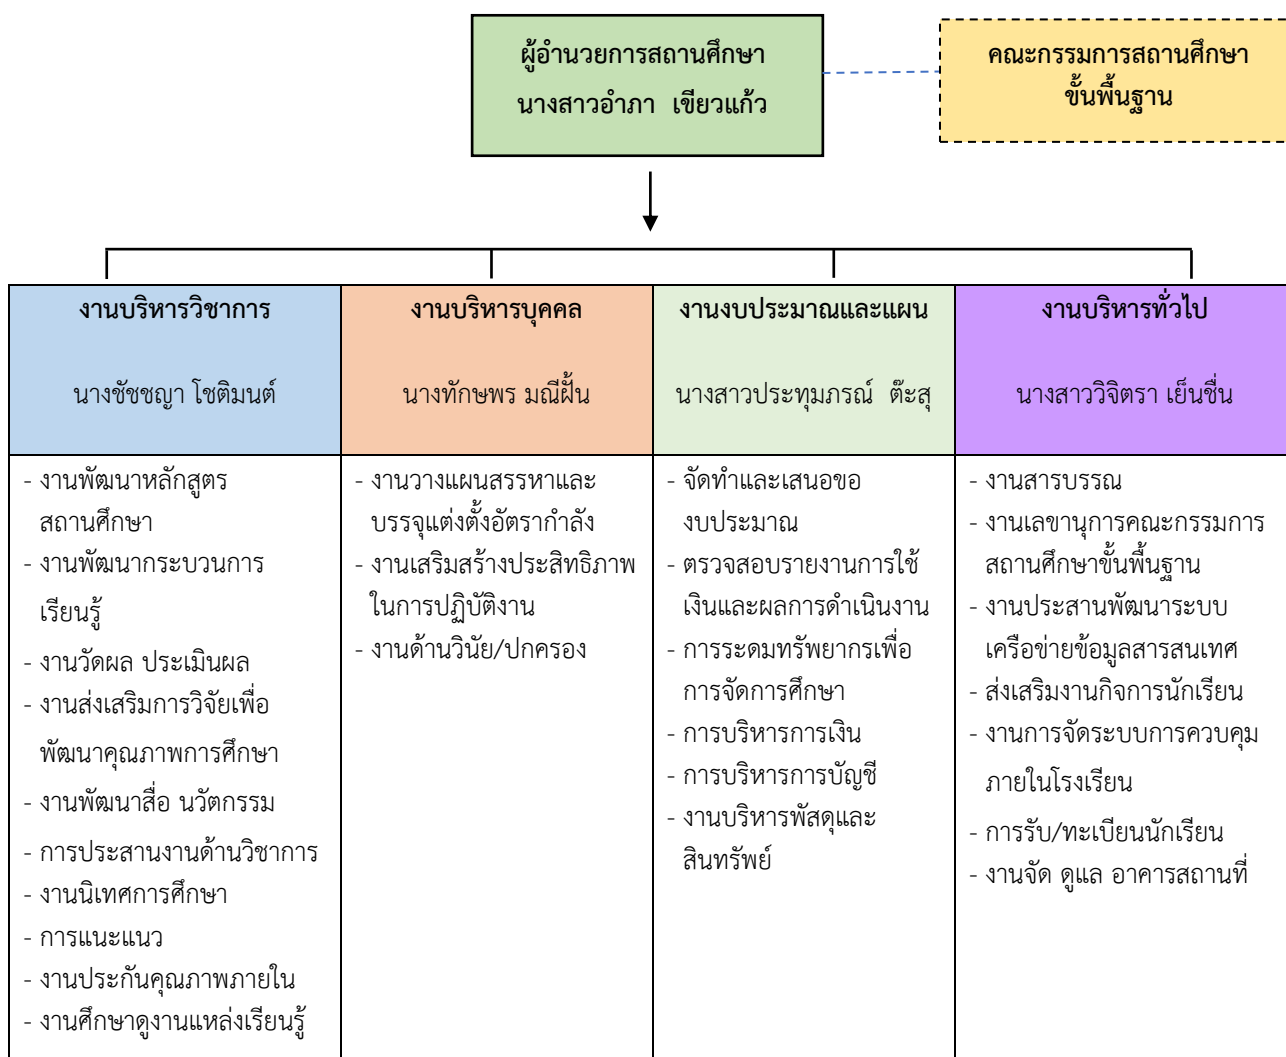 ผู้อำนวยการสถานศึกษา
นางสาวอำภา เขียวแก้ว
คณะกรรมการสถานศึกษา
ขั้นพื้นฐาน
งานบริหารวิชาการ
นางชัชชญา โชติมนต์
- งานพัฒนาหลักสูตร
สถานศึกษา
- งานพัฒนากระบวนการ
เรียนรู้
- งานวัดผล ประเมินผล
- งานส่งเสริมการวิจัยเพื่อ
พัฒนาคุณภาพการศึกษา
- งานพัฒนาสื่อ นวัตกรรม
- การประสานงานด้านวิชาการ
- งานนิเทศการศึกษา
- การแนะแนว
- งานประกันคุณภาพภายใน
- งานศึกษาดูงานแหล่งเรียนรู้
งานบริหารบุคคล
นางทักษพร มณีฝั้น
- งานวางแผนสรรหาและ
บรรจุแต่งตั้งอัตรากำลัง
- งานเสริมสร้างประสิทธิภาพ
ในการปฏิบัติงาน
- งานด้านวินัย/ปกครอง
งานงบประมาณและแผน
นางสาวประทุมภรณ์ ต๊ะสุ
- จัดทำและเสนอขอ
งบประมาณ
- ตรวจสอบรายงานการใช้
เงินและผลการดำเนินงาน
- การระดมทรัพยากรเพื่อ
การจัดการศึกษา
- การบริหารการเงิน
- การบริหารการบัญชี
- งานบริหารพัสดุและ
สินทรัพย์
งานบริหารทั่วไป
นางสาววิจิตรา เย็นชื่น
- งานสารบรรณ
- งานเลขานุการคณะกรรมการ
สถานศึกษาขั้นพื้นฐาน
- งานประสานพัฒนาระบบ
เครือข่ายข้อมูลสารสนเทศ
- ส่งเสริมงานกิจการนักเรียน
- งานการจัดระบบการควบคุม
ภายในโรงเรียน
- การรับ/ทะเบียนนักเรียน
- งานจัด ดูแล อาคารสถานที่